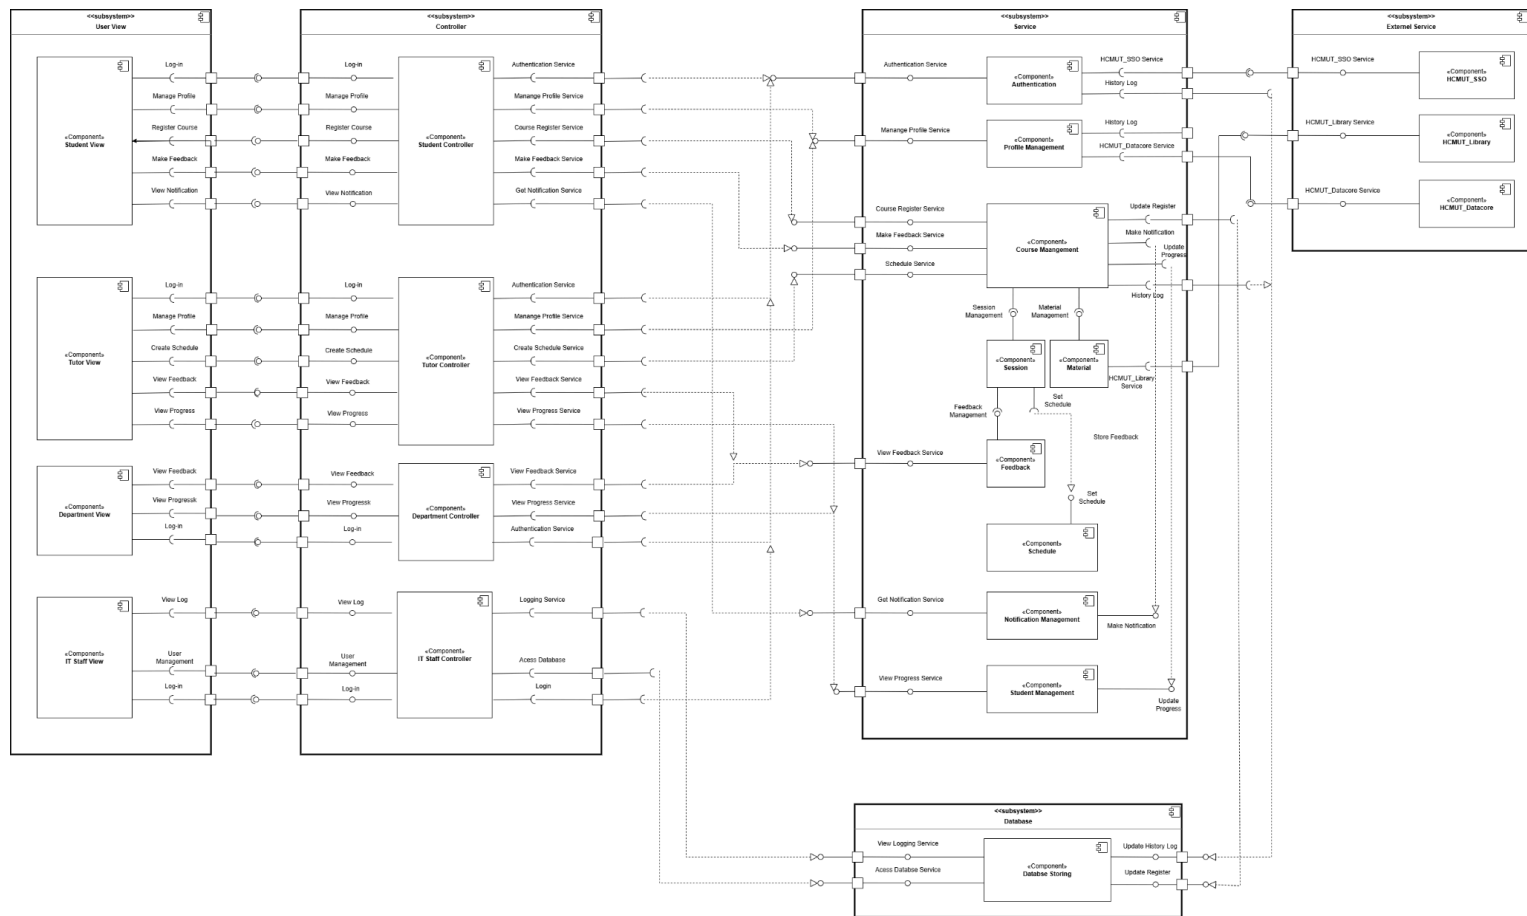 <<subsystem>>
User View
«Component»
Student View
Log-in
Manage Profile
Register Course
Make Feedback
View Notification
«Component»
Tutor View
Log-in
Manage Profile
Create Schedule
View Feedback
View Progress
«Component»
Department View
View Feedback
View Progressk
Log-in
«Component»
IT Staff View
View Log
User
Management
Log-in
<<subsystem>>
Controller
Log-in
Manage Profile
Register Course
Make Feedback
View Notification
«Component»
Student Controller
Authentication Service
Manange Profile Service
Course Register Service
Make Feedback Service
Get Notification Service
Log-in
Manage Profile
Create Schedule
View Feedback
View Progress
«Component»
Tutor Controller
Authentication Service
Manange Profile Service
Create Schedule Service
View Feedback Service
View Progress Service
View Feedback
View Progressk
Log-in
«Component»
Department Controller
View Feedback Service
View Progress Service
Authentication Service
View Log
User
Management
Log-in
«Component»
IT Staff Controller
Logging Service
Acess Database
Login
<<subsystem>>
Service
Authentication Service
«Component»
Authentication
HCMUT_SSO Service
History Log
Manange Profile Service
«Component»
Profile Management
History Log
HCMUT_Datacore Service
Course Register Service
Make Feedback Service
Schedule Service
«Component»
Course Mangement
Update Register
Make Notification
Update
Progress
History Log
Session
Management
Material
Management
«Component»
Session
«Component»
Material
HCMUT_Library
Service
Feedback
Management
Set
Schedule
Store Feedback
View Feedback Service
«Component»
Feedback
Set
Schedule
«Component»
Schedule
Get Notification Service
«Component»
Notification Management
Make Notification
View Progress Service
«Component»
Student Management
Update
Progress
<<subsystem>>
Externel Service
HCMUT_SSO Service
«Component»
HCMUT_SSO
HCMUT_Library Service
«Component»
HCMUT_Library
HCMUT_Datacore Service
«Component»
HCMUT_Datacore
<<subsystem>>
Database
View Logging Service
Acess Databse Service
«Component»
Databse Storing
Update History Log
Update Register